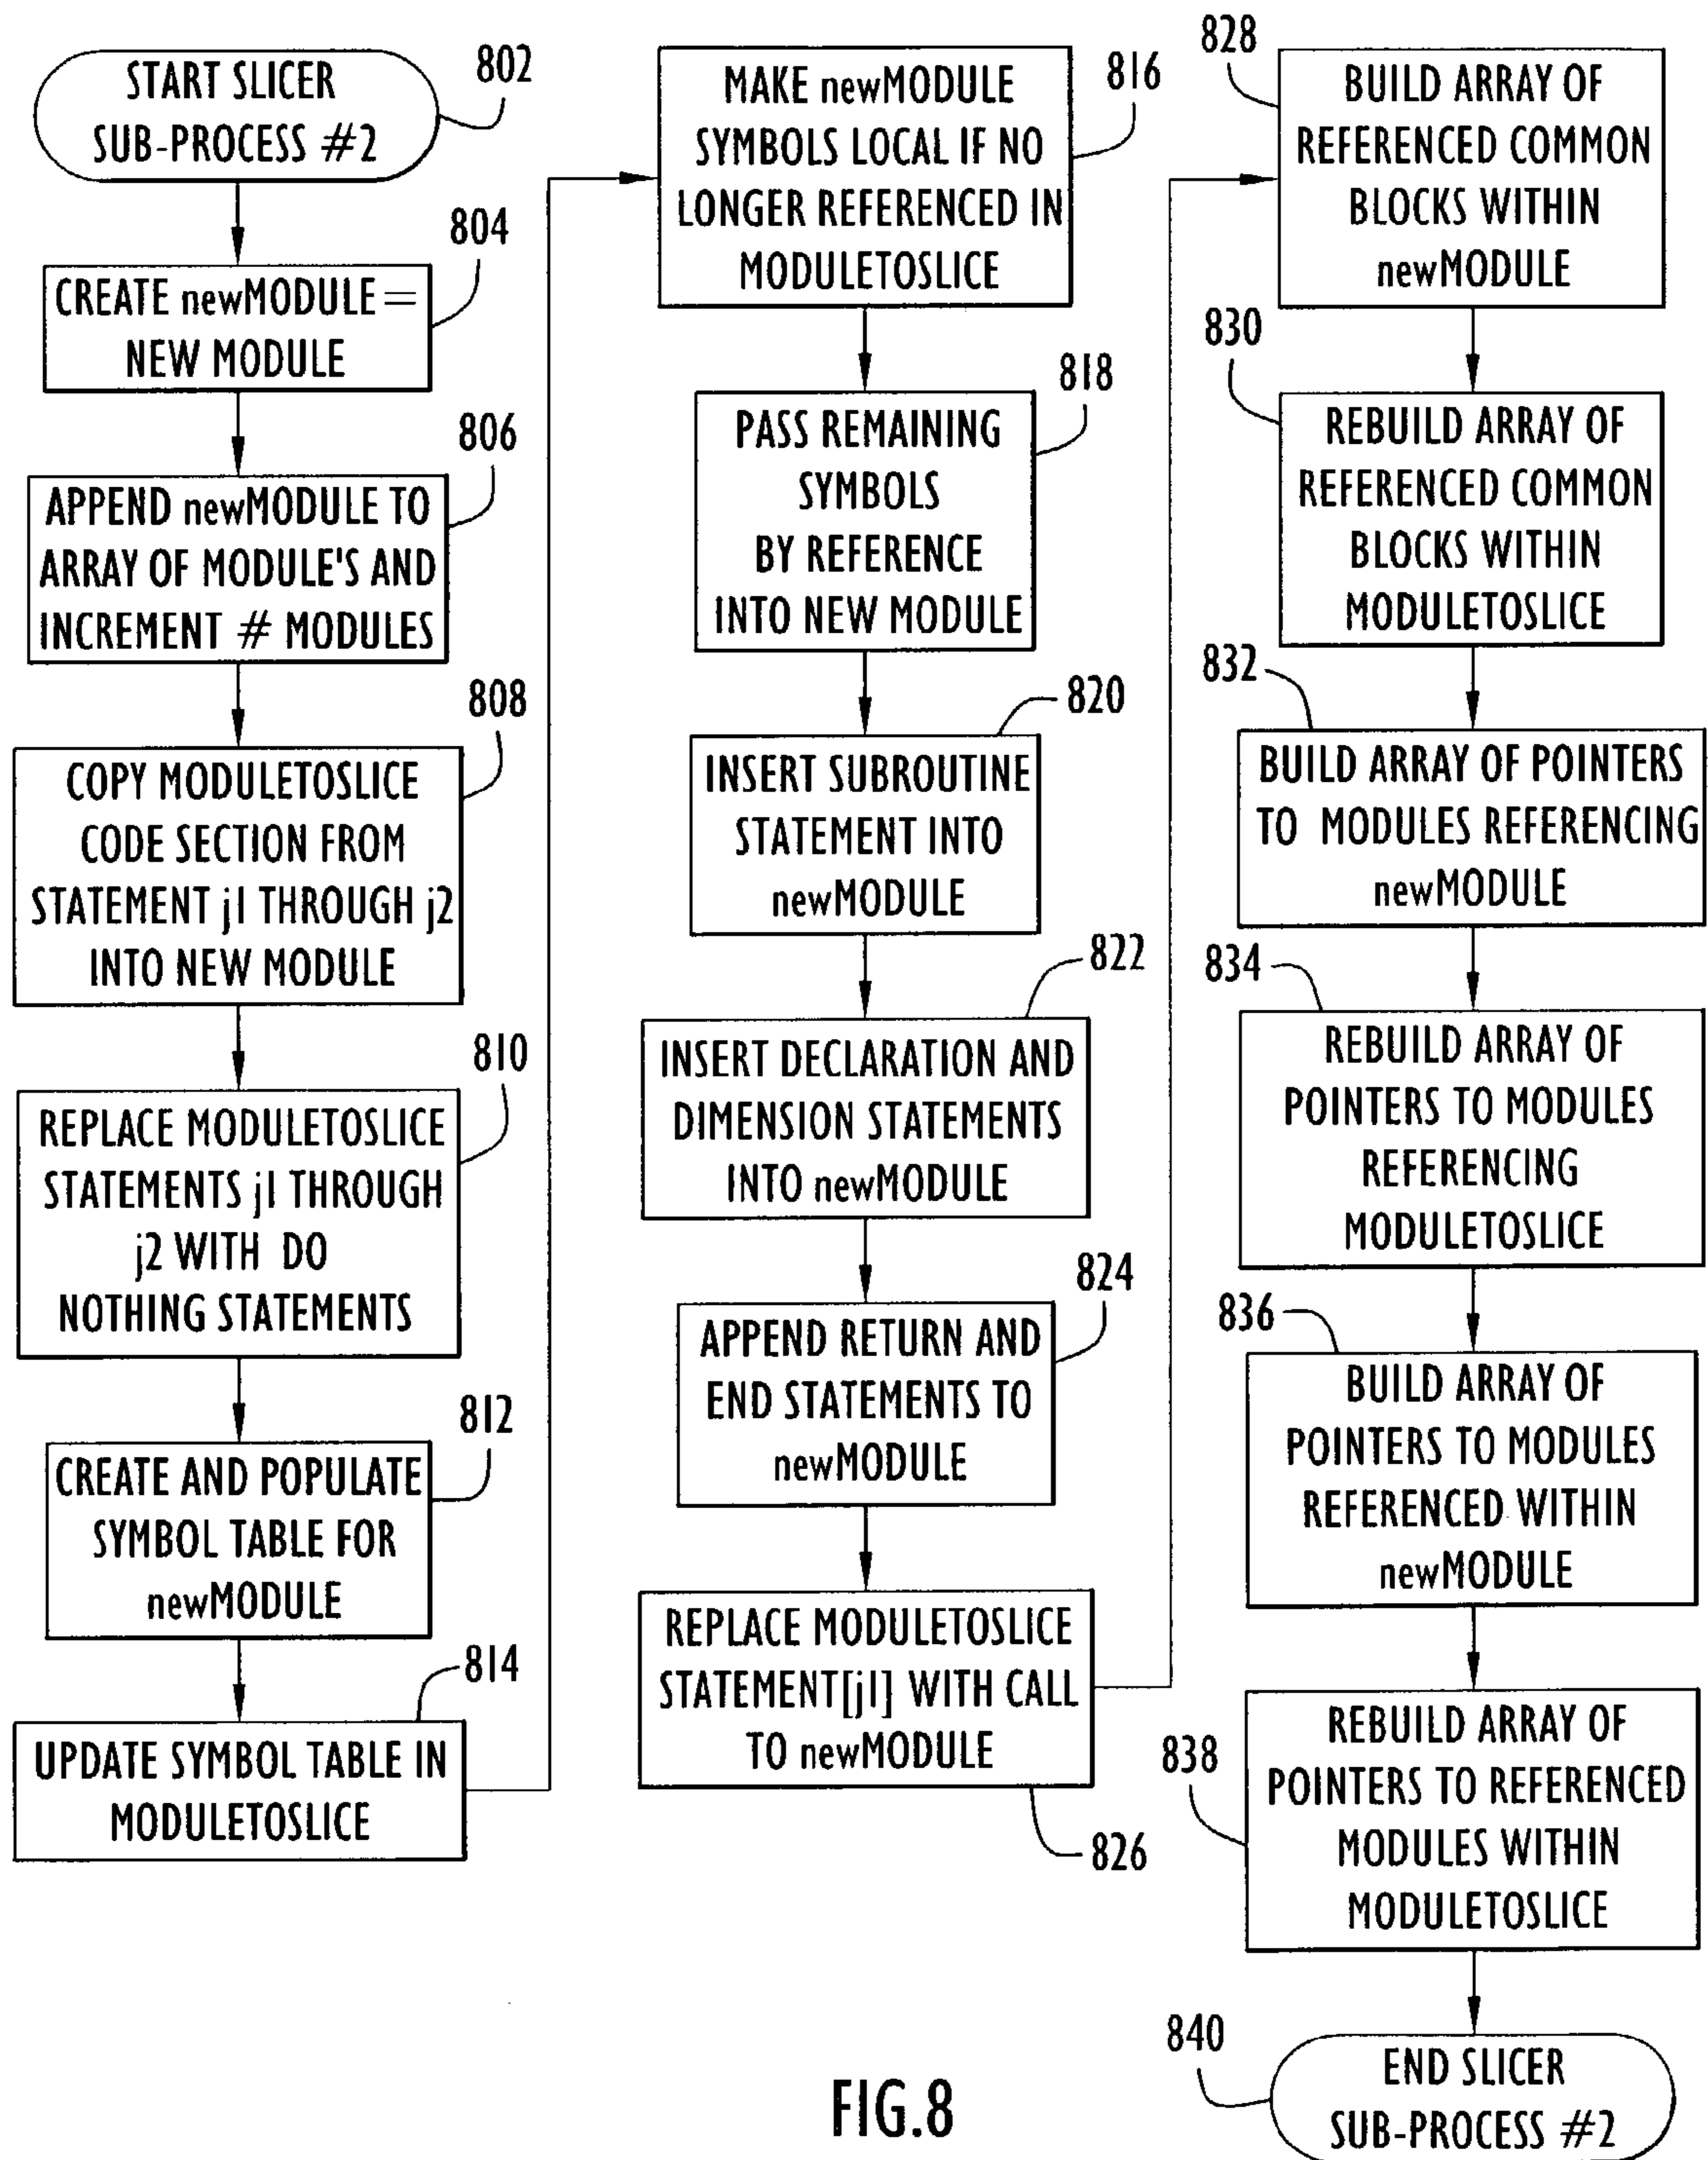 START SLICER
SUB-PROCESS #2
802
CREATE newMODULE =
NEW MODULE
804
APPEND newMODULE TO
ARRAY OF MODULE'S AND
INCREMENT # MODULES
806
COPY MODULETOSLICE
CODE SECTION FROM
STATEMENT j1 THROUGH j2
INTO NEW MODULE
808
REPLACE MODULETOSLICE
STATEMENTS j1 THROUGH
j2 WITH DO
NOTHING STATEMENTS
810
CREATE AND POPULATE
SYMBOL TABLE FOR
newMODULE
812
UPDATE SYMBOL TABLE IN
MODULETOSLICE
814
MAKE newMODULE
SYMBOLS LOCAL IF NO
LONGER REFERENCED IN
MODULETOSLICE
816
PASS REMAINING
SYMBOLS
BY REFERENCE
INTO NEW MODULE
818
INSERT SUBROUTINE
STATEMENT INTO
newMODULE
820
INSERT DECLARATION AND
DIMENSION STATEMENTS
INTO newMODULE
822
APPEND RETURN AND
END STATEMENTS TO
newMODULE
824
REPLACE MODULETOSLICE
STATEMENT[j1] WITH CALL
TO newMODULE
826
828
BUILD ARRAY OF
REFERENCED COMMON
BLOCKS WITHIN
newMODULE
830
REBUILD ARRAY OF
REFERENCED COMMON
BLOCKS WITHIN
MODULETOSLICE
832
BUILD ARRAY OF POINTERS
TO MODULES REFERENCING
newMODULE
834
REBUILD ARRAY OF
POINTERS TO MODULES
REFERENCING
MODULETOSLICE
836
BUILD ARRAY OF
POINTERS TO MODULES
REFERENCED WITHIN
newMODULE
838
REBUILD ARRAY OF
POINTERS TO REFERENCED
MODULES WITHIN
MODULETOSLICE
840
END SLICER
SUB-PROCESS #2
FIG.8